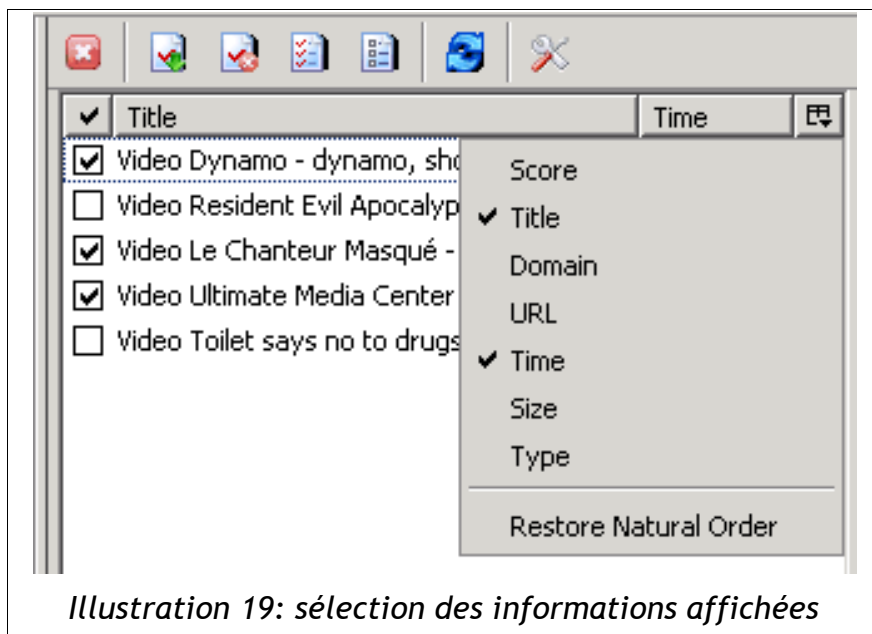 Title Time
Video Dynamo - dynamo, sho
Video Resident Evil Apocalyp
Video Le Chanteur Masqué -
Video Ultimate Media Center
Video Toilet says no to drugs
Score
Title
Domain
URL
Time
Size
Type
Restore Natural Order
Illustration 19: sélection des informations affichées